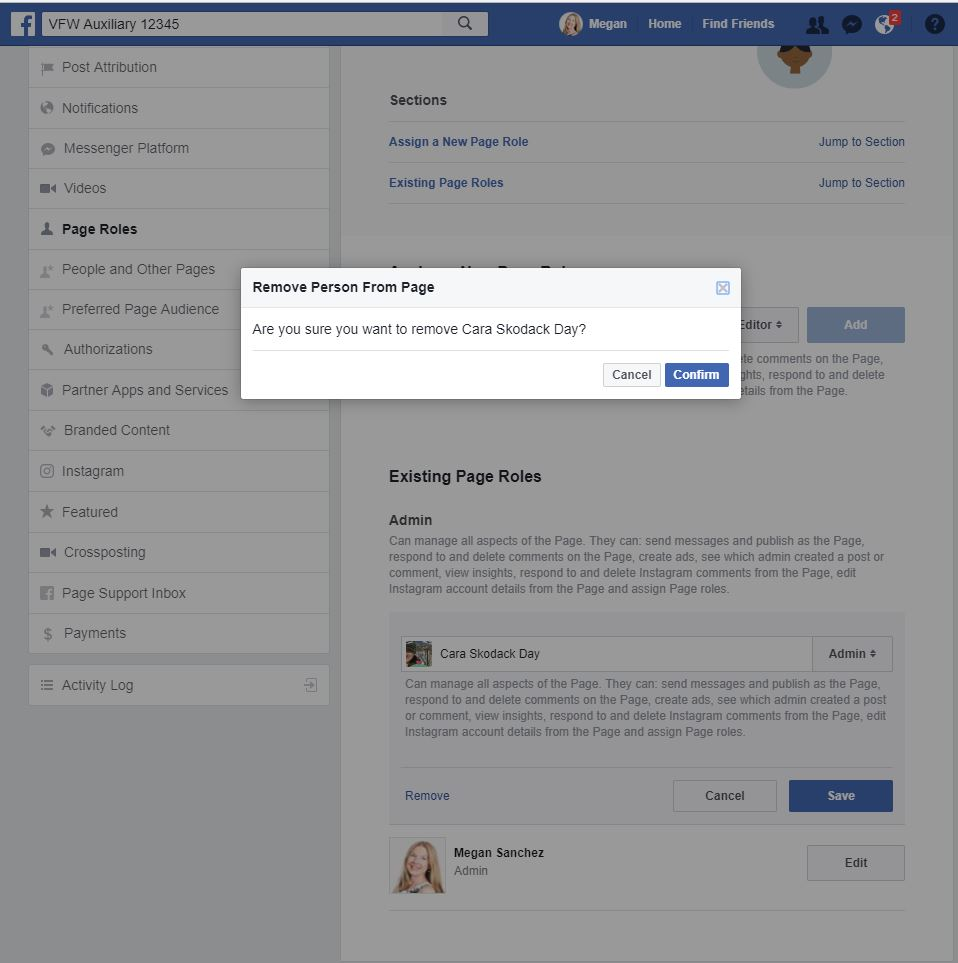 VFW Auxiliary 12345
Megan
Home
Find Friends
2
Post Attribution
Notifications
Messenger Platform
Videos
Page Roles
People and Other Pages
Preferred Page Audience
Authorizations
Partner Apps and Services
Branded Content
Instagram
Featured
Crossposting
Page Support Inbox
Payments
Activity Log
Sections
Assign a New Page Role Jump to Section
Existing Page Roles Jump to Section
Remove Person From Page
Are you sure you want to remove Cara Skodack Day?
Cancel Confirm
Editor Add
comments on the Page,
respond to and delete
from the Page.
Existing Page Roles
Admin
Can manage all aspects of the Page. They can: send messages and publish as the Page,
respond to and delete comments on the Page, create ads, see which admin created a post or
comment, view insights, respond to and delete Instagram comments from the Page, edit
Instagram account details from the Page and assign Page roles.
Cara Skodack Day Admin
Can manage all aspects of the Page. They can: send messages and publish as the Page,
respond to and delete comments on the Page, create ads, see which admin created a post
or comment, view insights, respond to and delete Instagram comments from the Page, edit
Instagram account details from the Page and assign Page roles.
Remove Cancel Save
Megan Sanchez
Admin
Edit